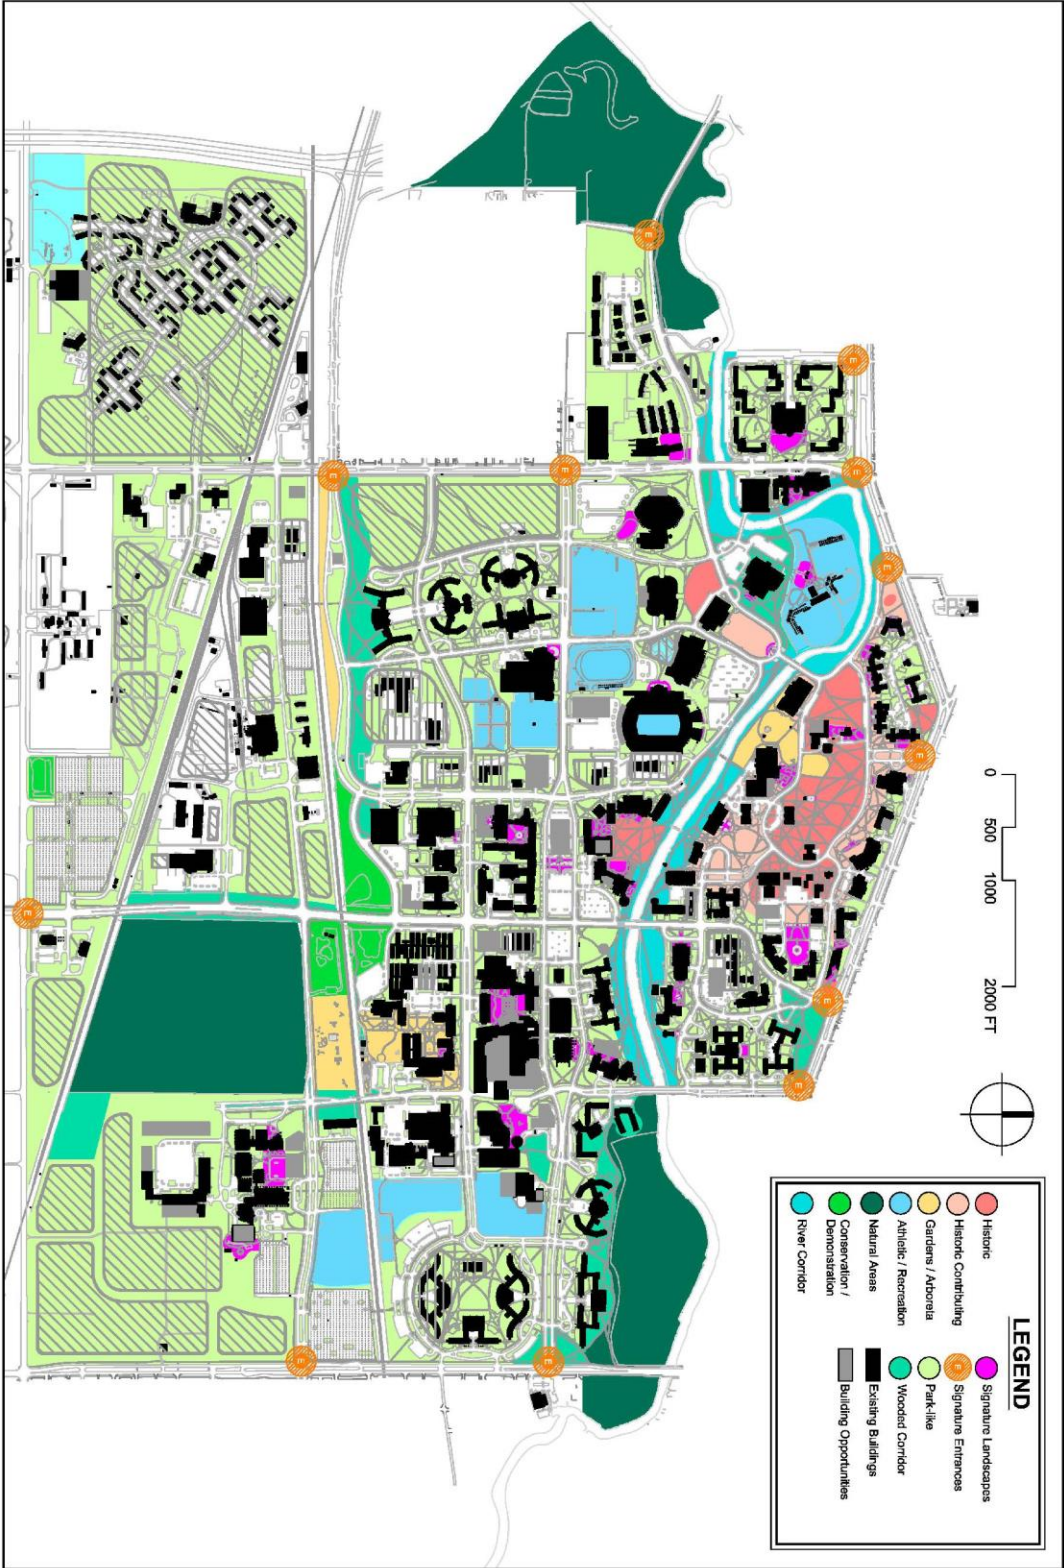 LEGEND
Historic
Historic Contributing
Gardens / Arboreta
Athletic / Recreation
Natural Areas
Conservation /
Demonstration
River Corridor
Signature Landscapes
E Signature Entrances
Park-like
Wooded Corridor
Existing Buildings
Building Opportunities
0 500 1000 2000 FT
E
E
E
E
E
E
E
E
E
E
E
E